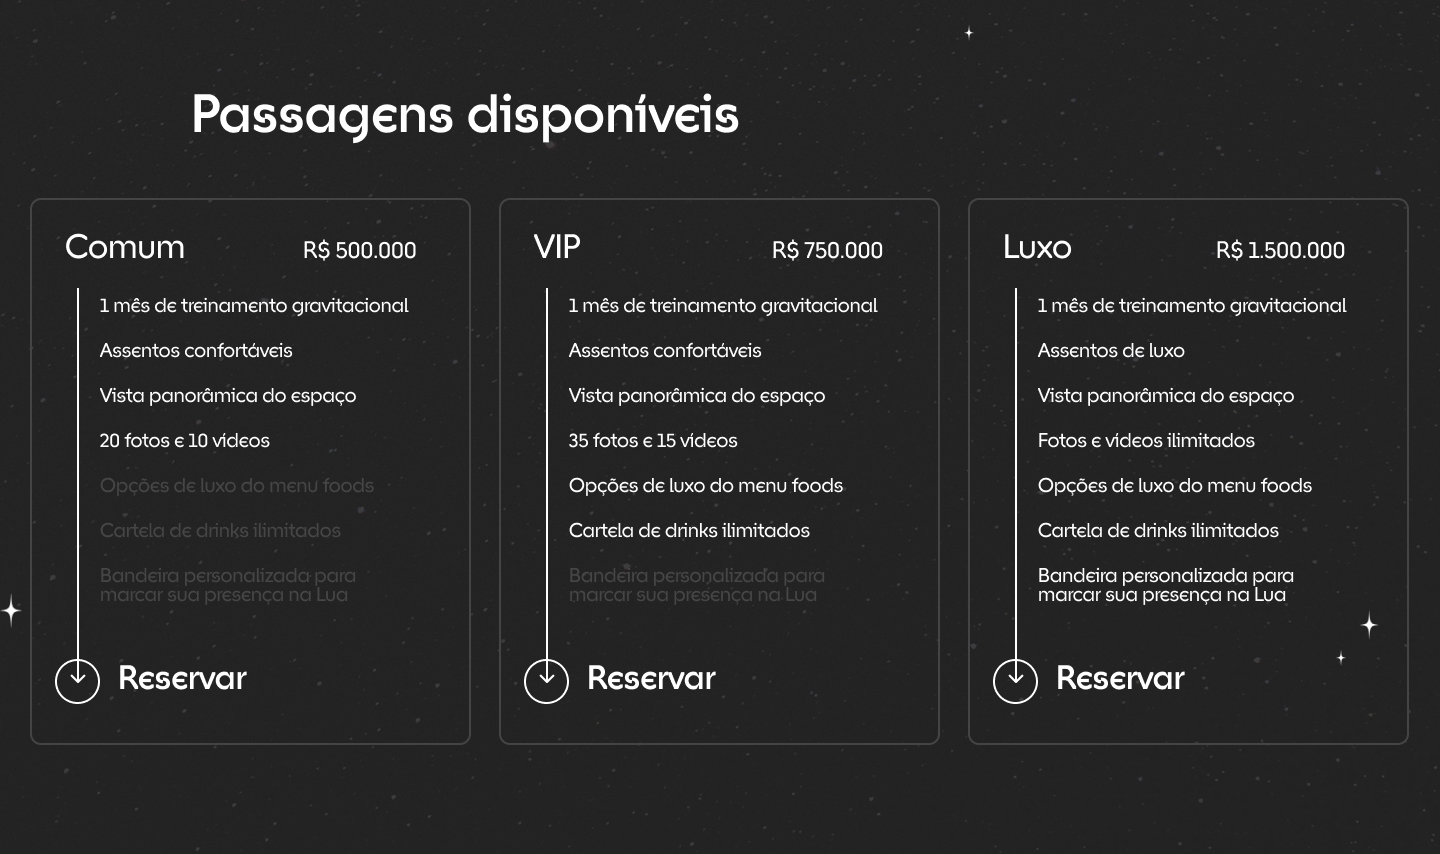 Passagens disponíveis
Comum
R$ 500.000
1 mês de treinamento gravitacional
Assentos confortáveis
Vista panorâmica do espaço
20 fotos e 10 vídeos
Opções de luxo do menu foods
Cartela de drinks ilimitados
Bandeira personalizada para
marcar sua presença na Lua
Reservar
VIP
R$ 750.000
1 mês de treinamento gravitacional
Assentos confortáveis
Vista panorâmica do espaço
35 fotos e 15 vídeos
Opções de luxo do menu foods
Cartela de drinks ilimitados
Bandeira personalizada para
marcar sua presença na Lua
Reservar
Luxo
R$ 1.500.000
1 mês de treinamento gravitacional
Assentos de luxo
Vista panorâmica do espaço
Fotos e vídeos ilimitados
Opções de luxo do menu foods
Cartela de drinks ilimitados
Bandeira personalizada para
marcar sua presença na Lua
Reservar